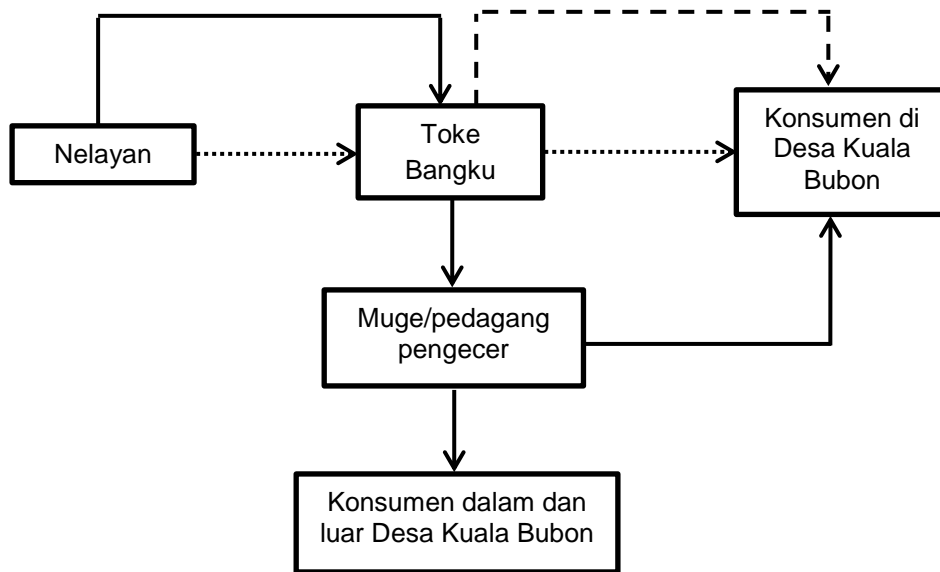 Nelayan
Toke
Bangku
Konsumen di
Desa Kuala
Bubon
Muge/pedagang
pengecer
Konsumen dalam dan
luar Desa Kuala Bubon